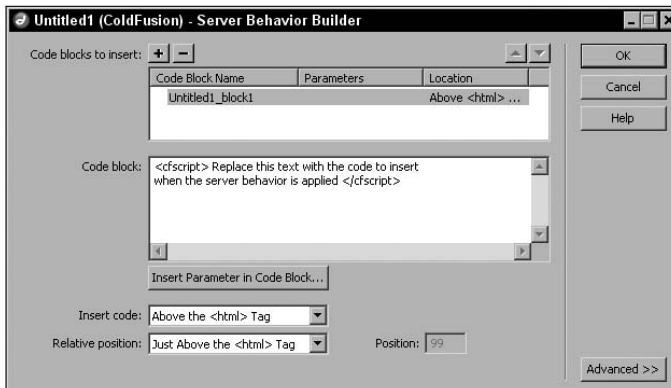 Untitled1 (ColdFusion) - Server Behavior Builder
Code blocks to insert:
Code Block Name Parameters Location
Untitled1_block1 Above <html> ...
OK
Cancel
Help
Code block:
<cfscript> Replace this text with the code to insert
when the server behavior is applied </cfscript>
Insert Parameter in Code Block...
Insert code: Above the <html> Tag
Relative position: Just Above the <html> Tag Position: 99
Advanced >>